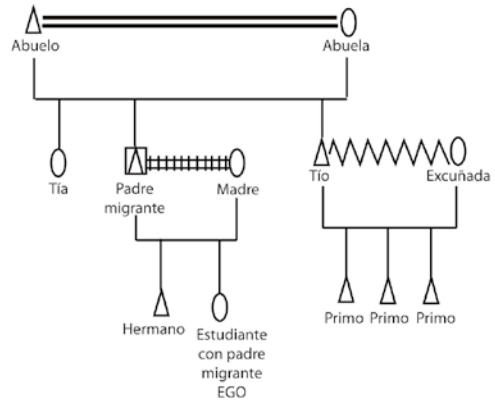 Abuelo
Abuela
Tía
Padre
migrante
Madre
Tío
Excuñada
Hermano
Estudiante
con padre
migrante
EGO
Primo
Primo
Primo